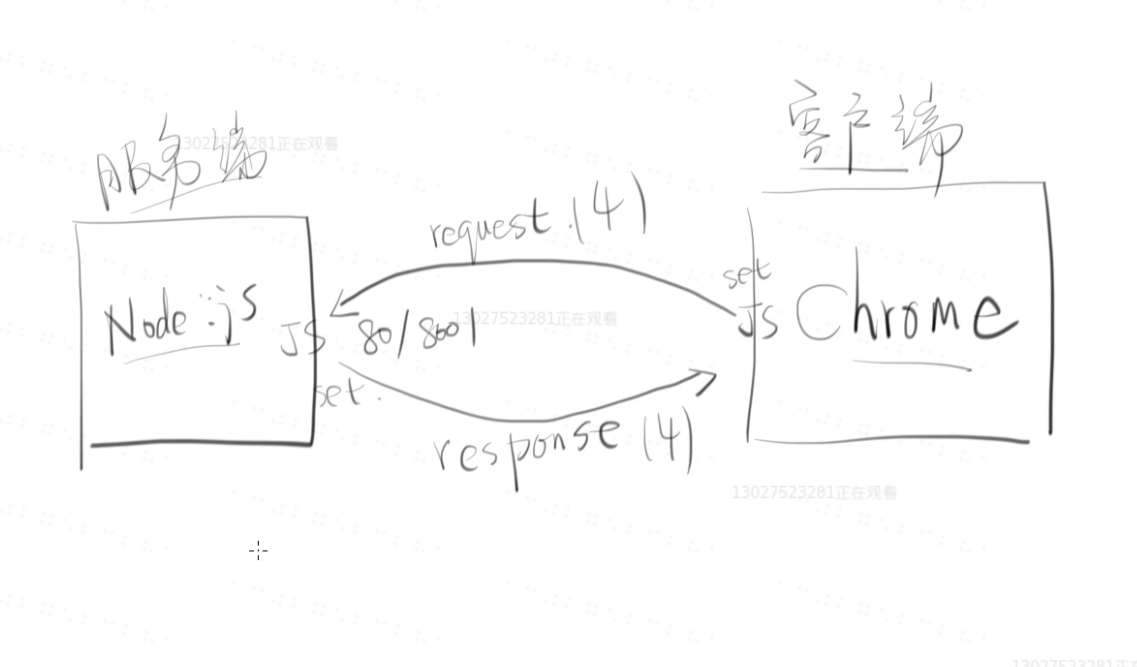 服务端
13027523281正在观看
客户端
request.(4)
set
Node.js
JS
80/8001
13027523281正在观看
JS
Chrome
set.
response (4)
13027523281正在观看
13027523281正在